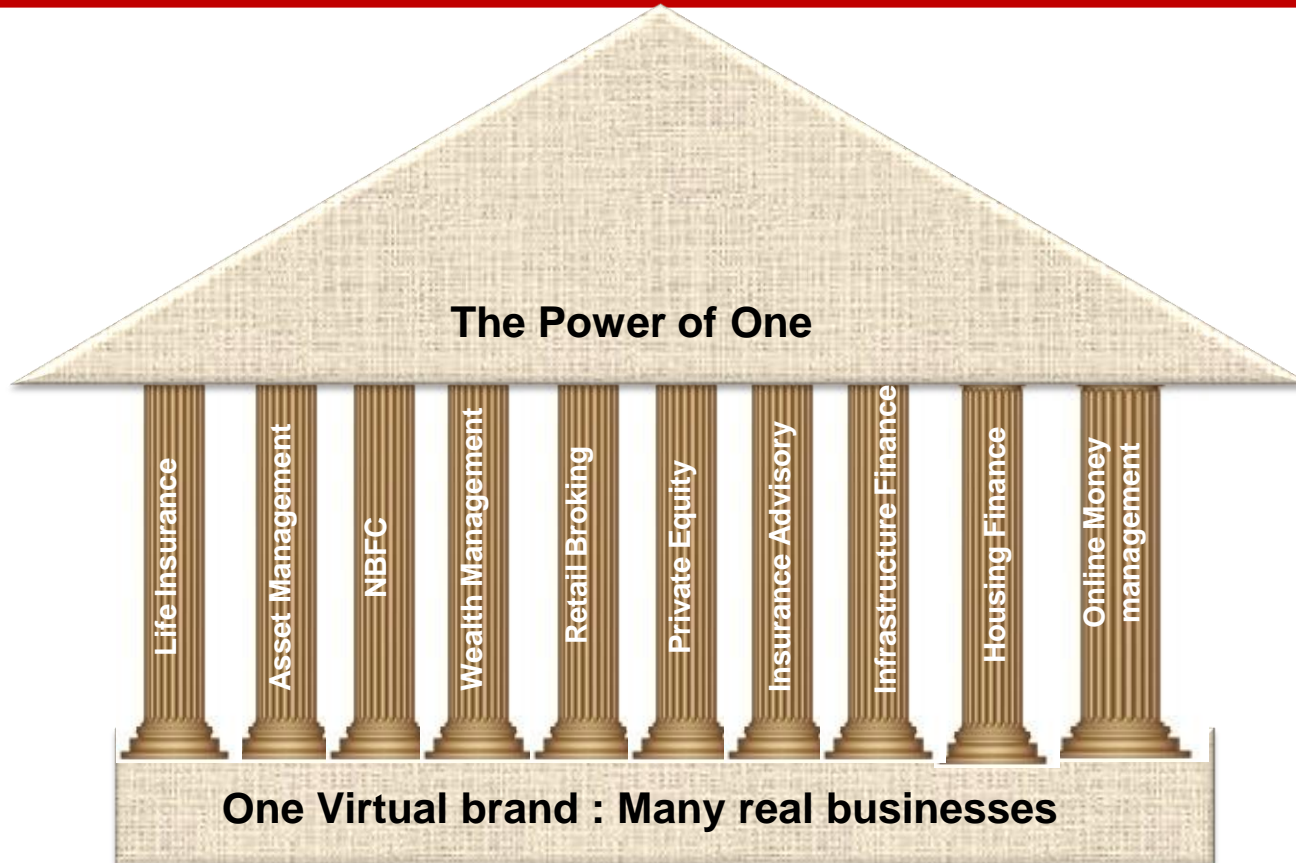 The Power of One
Life Insurance
Asset Management
NBFC
Wealth Management
Retail Broking
Private Equity
Insurance Advisory
Infrastructure Finance
Housing Finance
Online Money
management
One Virtual brand : Many real businesses